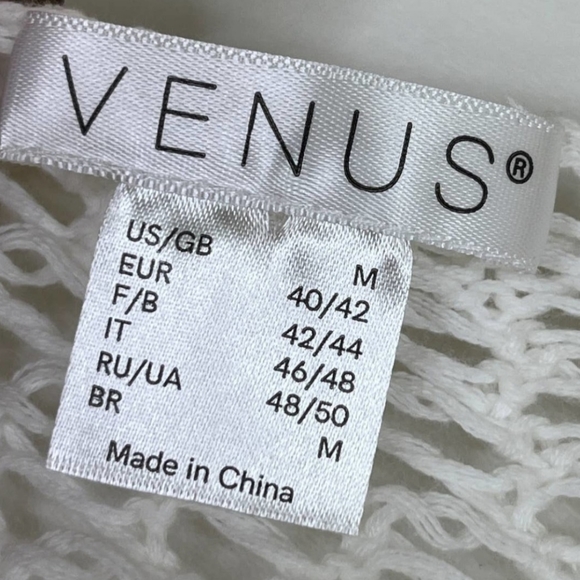 VENUS®
US/GB M
EUR 40/42
F/B 42/44
IT 46/48
RU/UA 48/50
BR M
Made in China